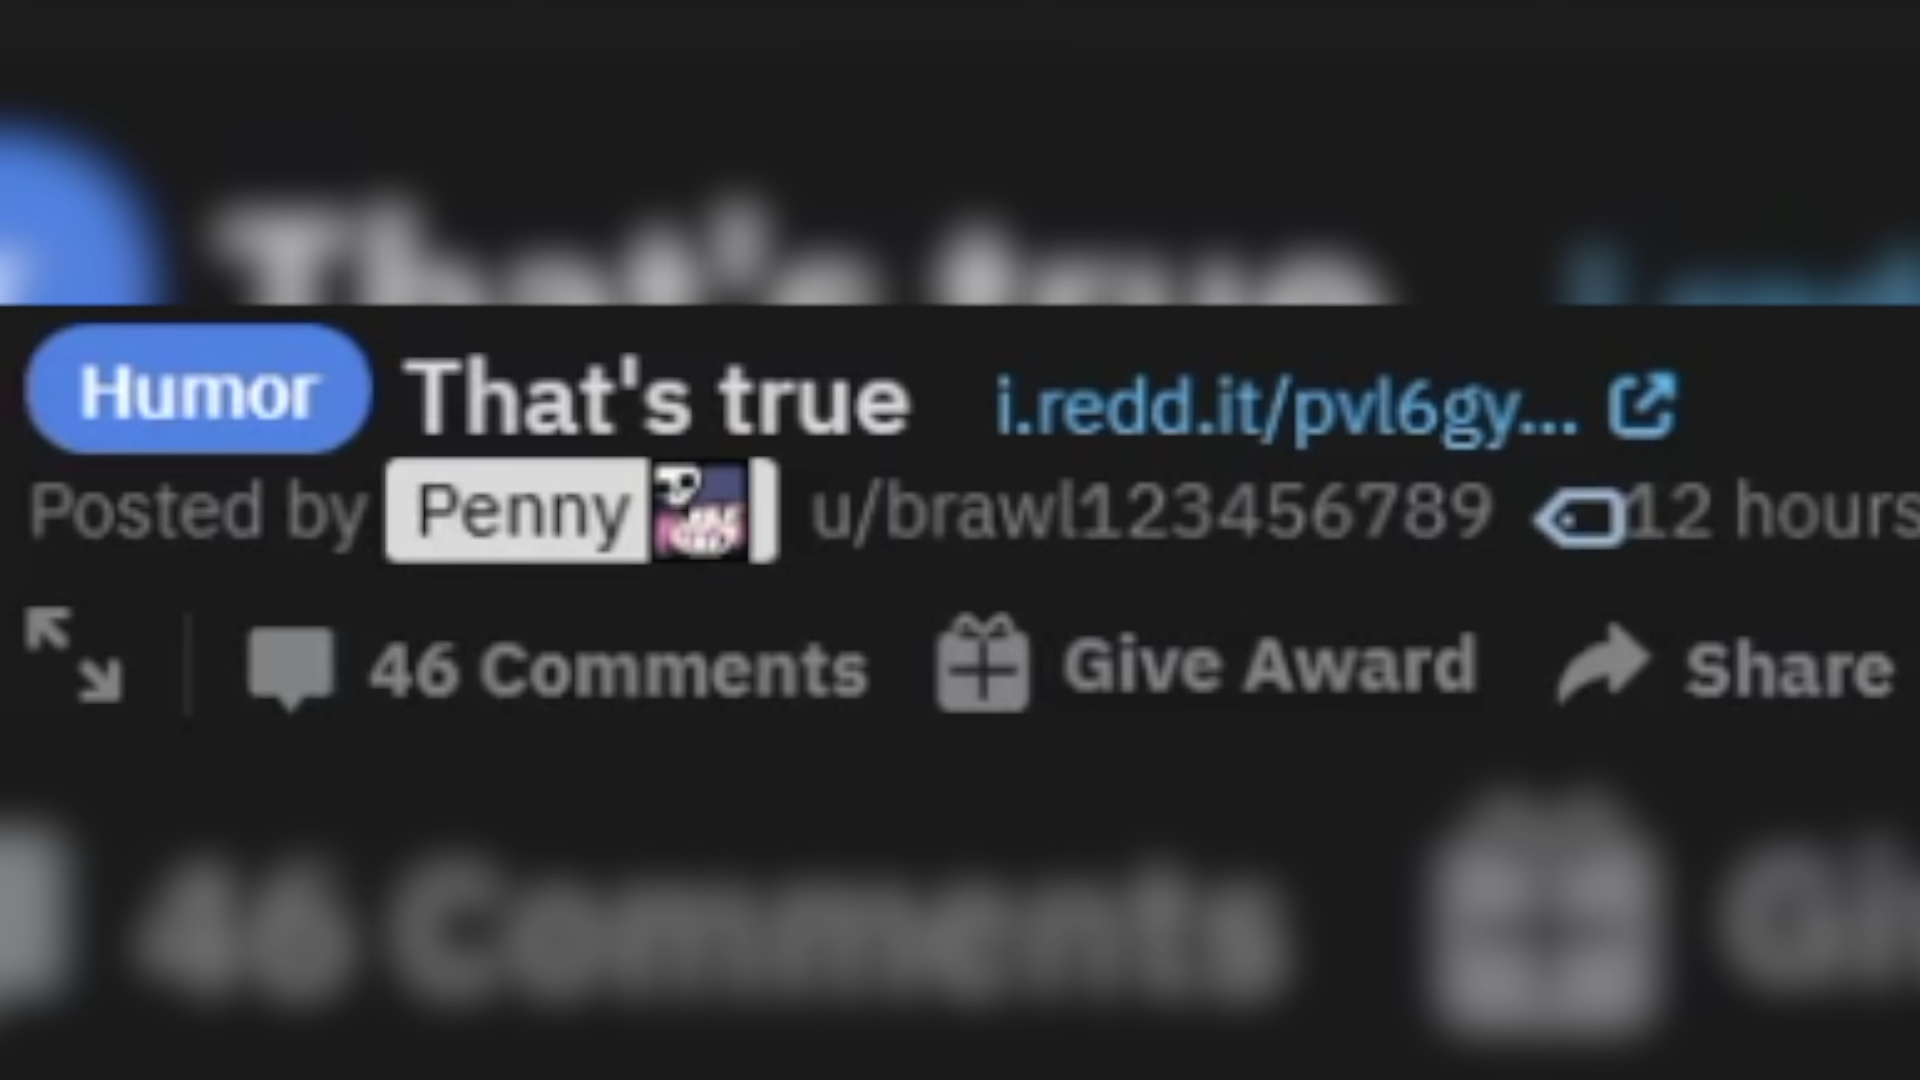 Humor That's true i.redd.it/pvl6gy...
Posted by Penny u/brawl123456789 12 hours
46 Comments Give Award Share